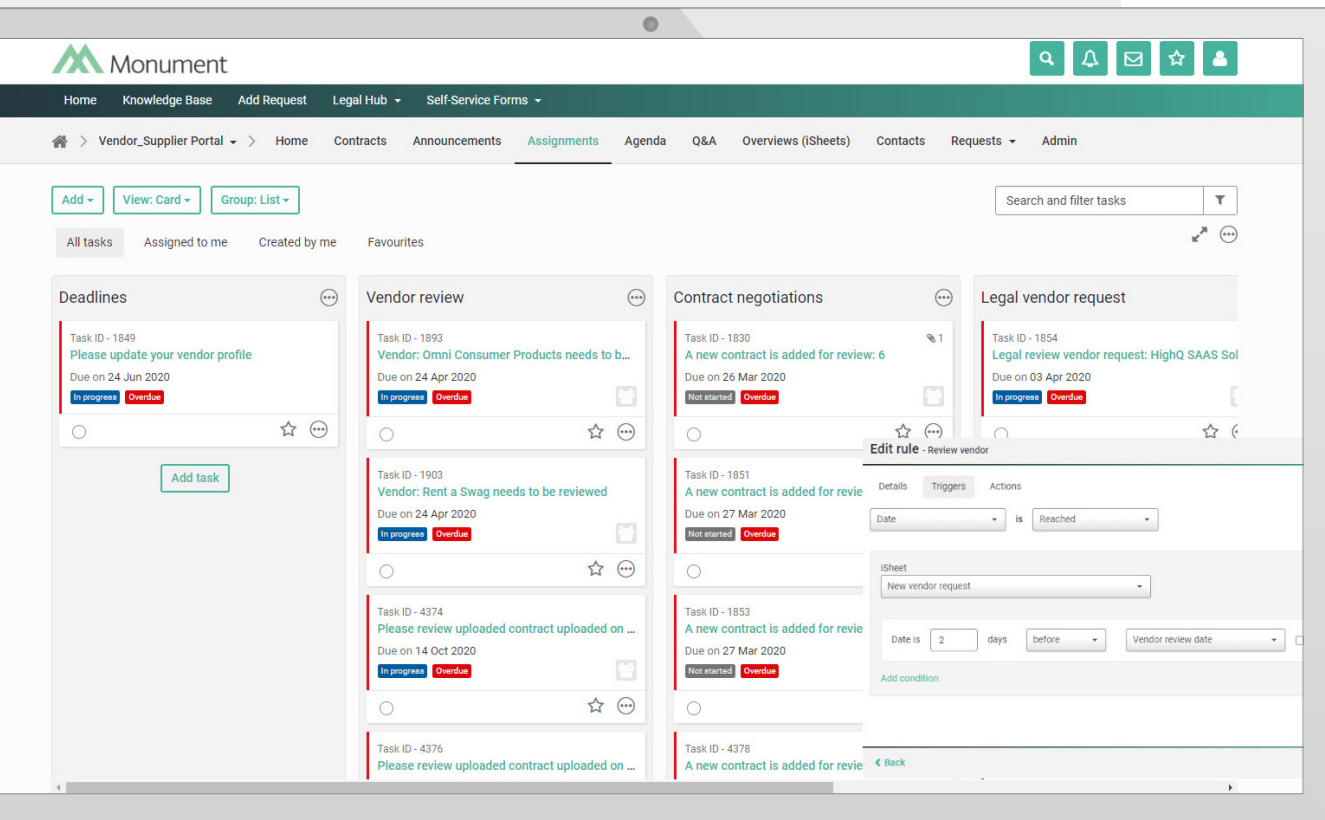 Monument
Home Knowledge Base Add Request Legal Hub Self-Service Forms
Vendor_Supplier Portal Home Contracts Announcements Assignments Agenda Q&A Overviews (iSheets) Contacts Requests Admin
Add View: Card Group: List Search and filter tasks
All tasks Assigned to me Created by me Favourites
Deadlines
Task ID - 1849
Please update your vendor profile
Due on 24 Jun 2020
In progress Overdue
Add task
Vendor review
Task ID - 1893
Vendor: Omni Consumer Products needs to b...
Due on 24 Apr 2020
In progress Overdue
Task ID - 1903
Vendor: Rent a Swag needs to be reviewed
Due on 24 Apr 2020
In progress Overdue
Task ID - 4374
Please review uploaded contract uploaded on ...
Due on 14 Oct 2020
In progress Overdue
Task ID - 4376
Please review uploaded contract uploaded on ...
Contract negotiations
Task ID - 1830 1
A new contract is added for review: 6
Due on 26 Mar 2020
Not started Overdue
Task ID - 1851
A new contract is added for revie
Due on 27 Mar 2020
Not started Overdue
Task ID - 1853
A new contract is added for revie
Due on 27 Mar 2020
Not started Overdue
Task ID - 4378
A new contract is added for revie
Legal vendor request
Task ID - 1854
Legal review vendor request: HighQ SAAS Sol
Due on 03 Apr 2020
In progress Overdue
Edit rule - Review vendor
Details Triggers Actions
Date is Reached
iSheet
New vendor request
Date is 2 days before Vendor review date
Add condition
Back